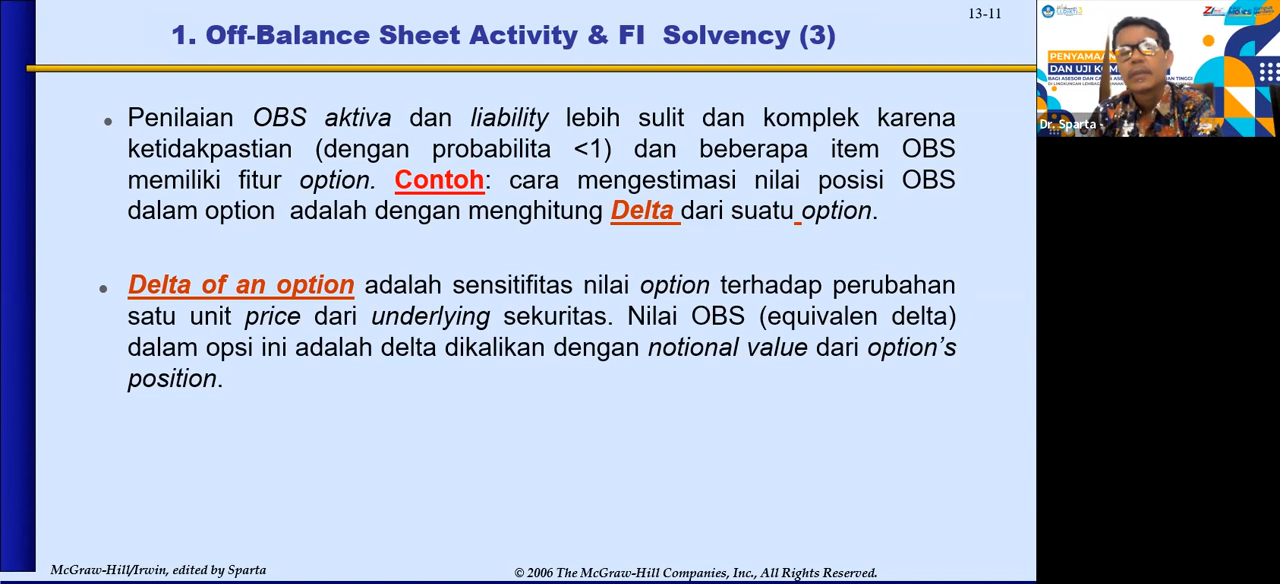 13-11
1. Off-Balance Sheet Activity & FI Solvency (3)
Penilaian OBS aktiva dan liability lebih sulit dan komplek karena
ketidakpastian (dengan probabilita <1) dan beberapa item OBS
memiliki fitur option. Contoh: cara mengestimasi nilai posisi OBS
dalam option adalah dengan menghitung Delta dari suatu option.
Delta of an option adalah sensitifitas nilai option terhadap perubahan
satu unit price dari underlying sekuritas. Nilai OBS (equivalen delta)
dalam opsi ini adalah delta dikalikan dengan notional value dari option's
position.
McGraw-Hill/Irwin, edited by Sparta
© 2006 The McGraw-Hill Companies, Inc., All Rights Reserved.
PENYAMAA
DAN UJI KOM
Dr. Sparta -